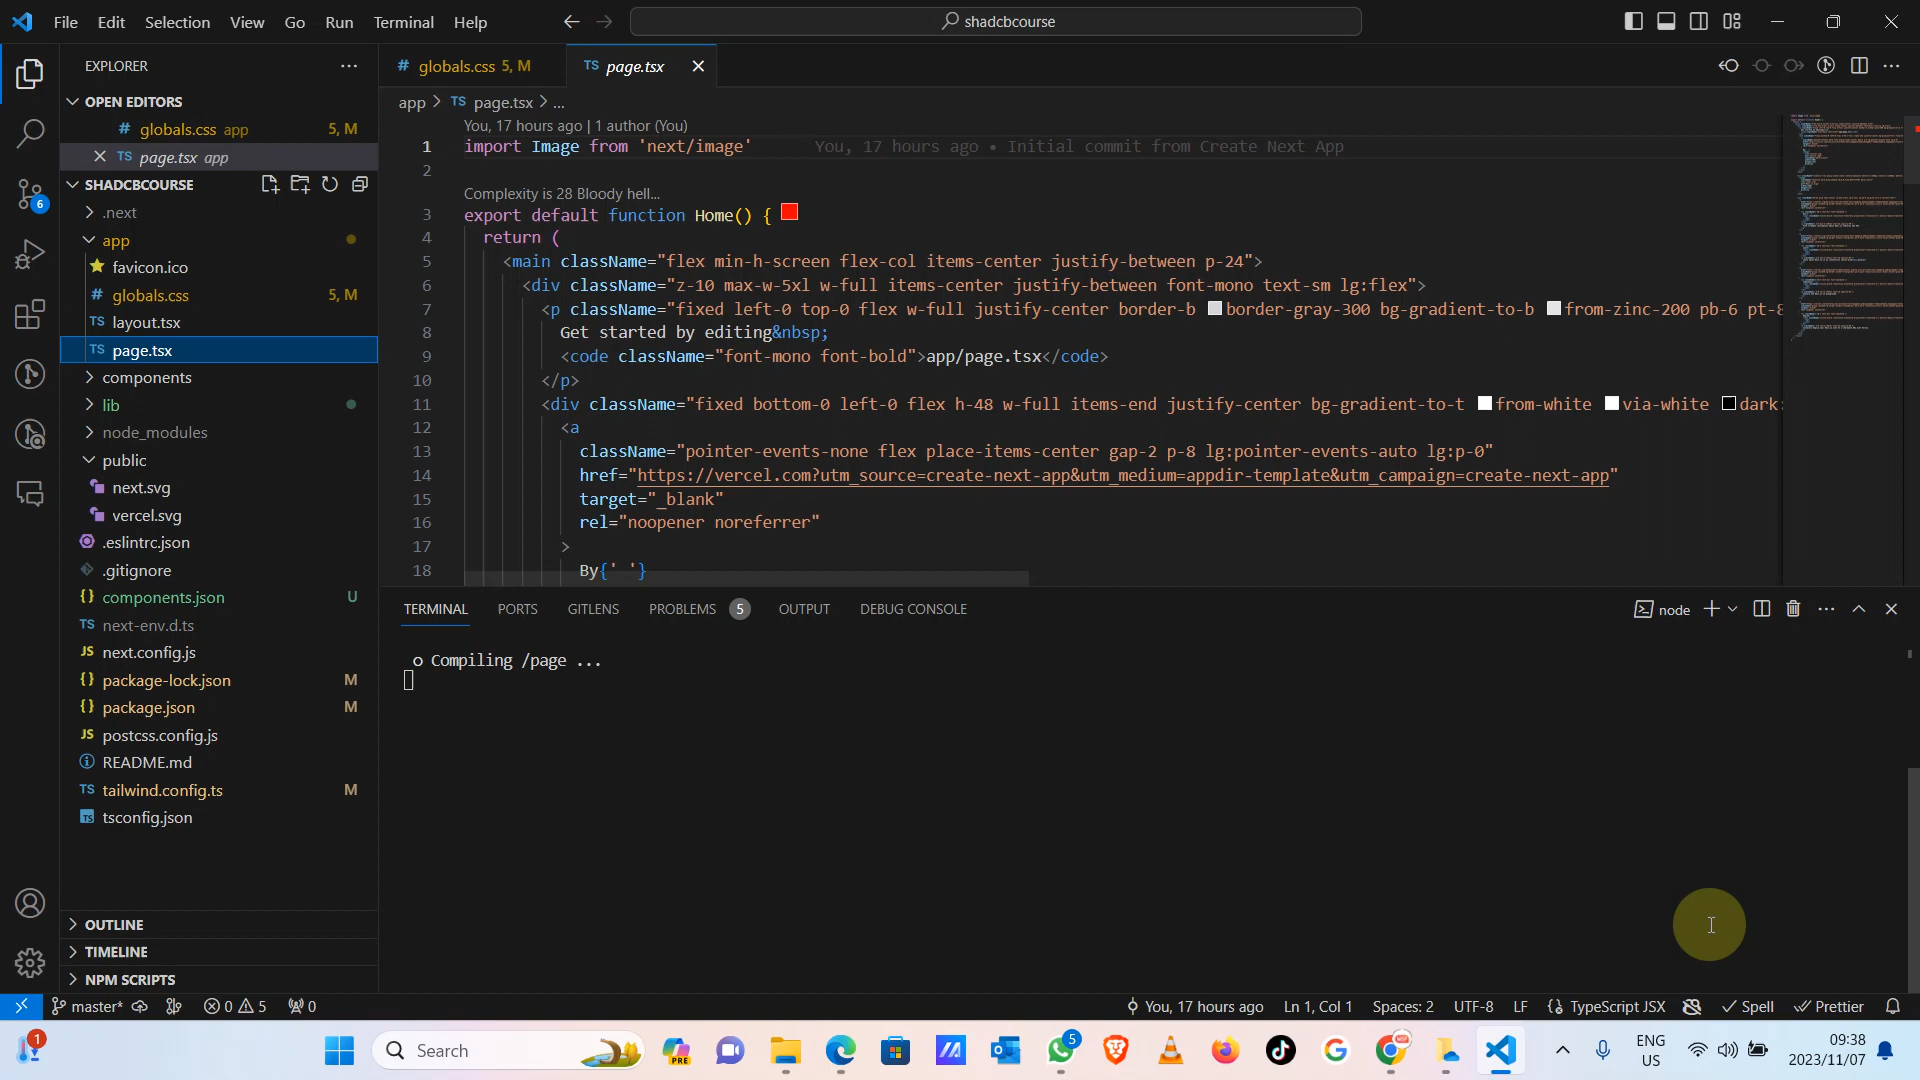 File Edit Selection View Go Run Terminal Help
shadcbcourse
EXPLORER
OPEN EDITORS
globals.css app 5, M
page.tsx app
SHADCBCOURSE
.next
app
favicon.ico
globals.css 5, M
layout.tsx
page.tsx
components
lib
node_modules
public
next.svg
vercel.svg
.eslintrc.json
.gitignore
components.json U
next-env.d.ts
next.config.js
package-lock.json M
package.json M
postcss.config.js
README.md
tailwind.config.ts M
tsconfig.json
OUTLINE
TIMELINE
NPM SCRIPTS
globals.css 5, M
page.tsx
app > page.tsx > ...
You, 17 hours ago | 1 author (You)
1 import Image from 'next/image' You, 17 hours ago • Initial commit from Create Next App
2
Complexity is 28 Bloody hell...
3 export default function Home() {
4 return (
5 <main className="flex min-h-screen flex-col items-center justify-between p-24">
6 <div className="z-10 max-w-5xl w-full items-center justify-between font-mono text-sm lg:flex">
7 <p className="fixed left-0 top-0 flex w-full justify-center border-b border-gray-300 bg-gradient-to-b from-zinc-200 pb-6 pt-8
8 Get started by editing&nbsp;
9 <code className="font-mono font-bold">app/page.tsx</code>
10 </p>
11 <div className="fixed bottom-0 left-0 flex h-48 w-full items-end justify-center bg-gradient-to-t from-white via-white dark:
12 <a
13 className="pointer-events-none flex place-items-center gap-2 p-8 lg:pointer-events-auto lg:p-0"
14 href="https://vercel.com?utm_source=create-next-app&utm_medium=appdir-template&utm_campaign=create-next-app"
15 target="_blank"
16 rel="noopener noreferrer"
17 >
18 By{' '}
TERMINAL PORTS GITLENS PROBLEMS 5 OUTPUT DEBUG CONSOLE
node
○ Compiling /page ...
6
master* 0 5 0
You, 17 hours ago Ln 1, Col 1 Spaces: 2 UTF-8 LF TypeScript JSX Spell Prettier
1
Search
PRE
5
ENG
US
09:38
2023/11/07